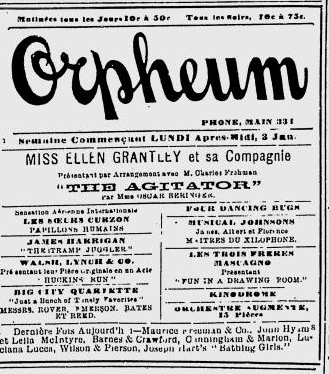 Matinées tous les Jours 10c à 50c Tous les Soirs, 10c à 75c.
Orpheum
PHONE, MAIN 331
Semaine Commençant LUNDI Apres-Midi, 3 Jan.
MISS ELLEN GRANTLEY et sa Compagnie
Présentant par Arrangement avec M. Charles Frohman
"THE AGITATOR"
Par Mme OSCAR BERINGER.
Sensation Aérienne Internationale
LES SŒURS CURZON
PAPILLONS HUMAINS
JAMES HARRIGAN
"THE TRAMP JUGGLER."
WALSH, LYNCH & CO.
Présentant leur Pièce Originale en un Acte
"HUCKINS' RUN"
BIG CITY QUARTETTE
"Just a Bunch of Timely Favorites"
MESSRS. ROVER, EMERSON, BATES
ET REED.
FOUR DANCING BUGS
MUSICAL JOHNSONS
James, Albert et Florence
MAITRES DU XILOPHONE.
LES TROIS FRERES
MASCAGNO
Présentant
"FUN IN A DRAWING ROOM."
KINODROME
ORCHESTRE AUGMENTE,
15 Pièces
Dernière Fois Aujourd'hui—Maurice Freeman & Co., John Hyams
et Leila McIntyre, Barnes & Crawford, Cunningham & Marion, Lu-
ciana Lucca, Wilson & Pierson, Joseph Hart's "Bathing Girls."